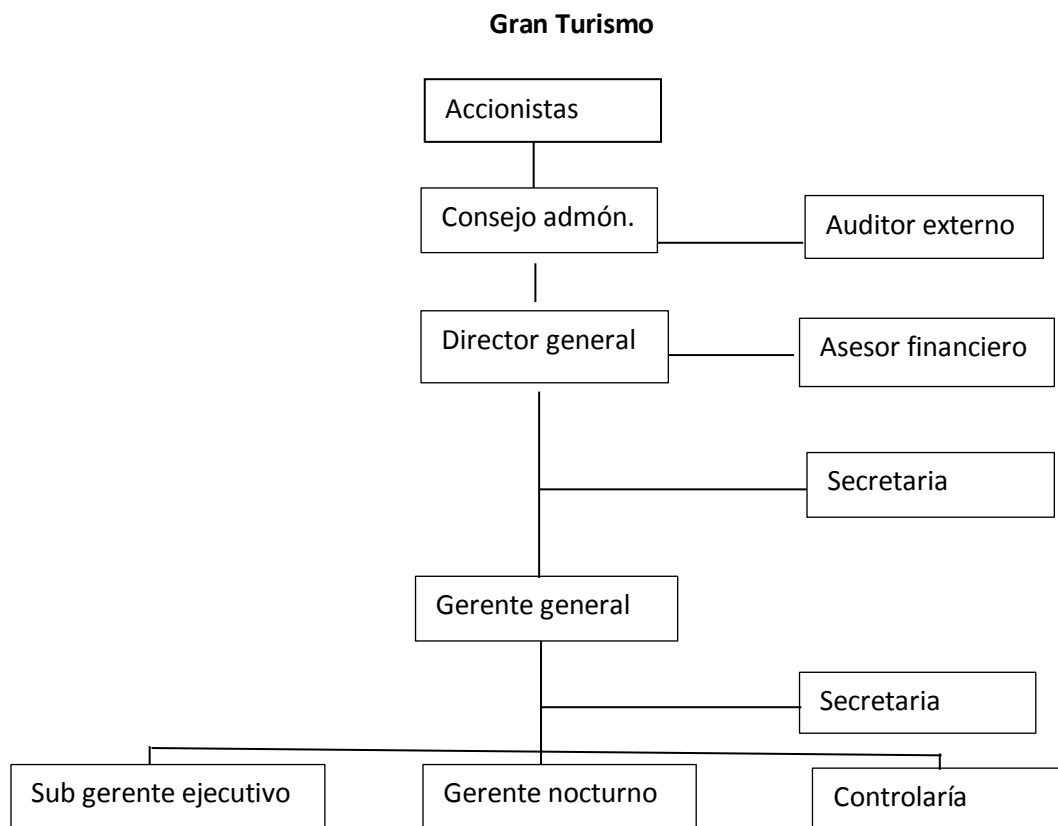 Gran Turismo
Accionistas
Consejo admón.
Auditor externo
Director general
Asesor financiero
Secretaria
Gerente general
Secretaria
Sub gerente ejecutivo
Gerente nocturno
Controlaría